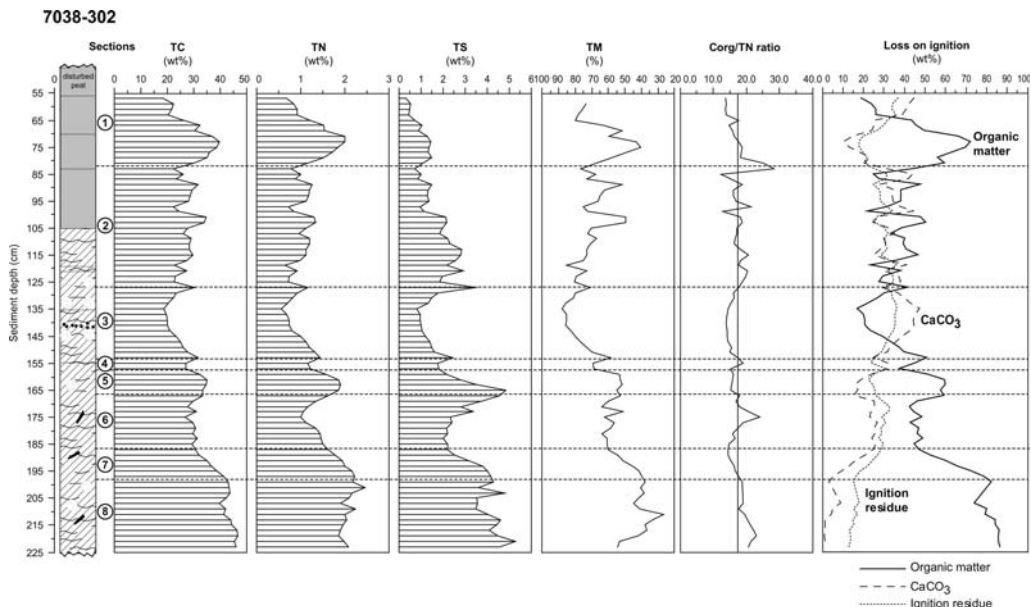 7038-302
Sections TC TN TS TM Corg/TN ratio Loss on ignition
(wt%) (wt%) (wt%) (%) (wt%)
0 10 20 30 40 50 0 1 2 3 0 1 2 3 4 5 6 100 90 80 70 60 50 40 30 20 0.0 10.0 20.0 30.0 40.0 0 10 20 30 40 50 60 70 80 90 100
disturbed
peat
Sediment depth (cm)
55
65
75
85
95
105
115
125
135
145
155
165
175
185
195
205
215
225
1
2
3
4
5
6
7
8
Organic
matter
CaCO3
Ignition
residue
Organic matter
CaCO3
Ignition residue